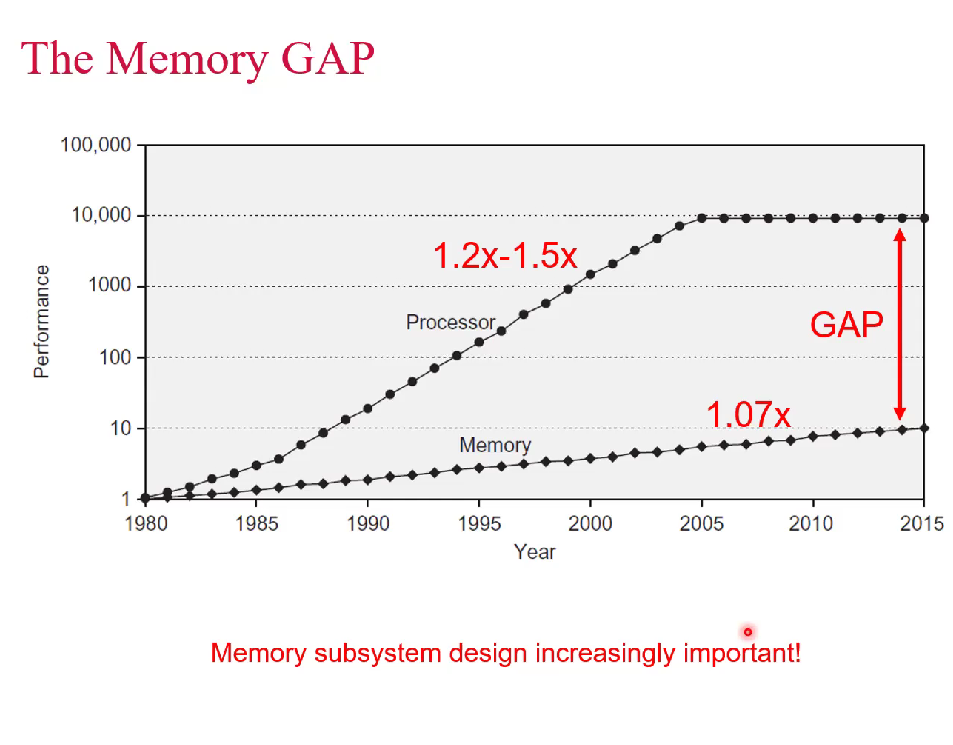 The Memory GAP
100,000
10,000
1000
100
10
1
Performance
1.2x-1.5x
Processor
GAP
1.07x
Memory
1980 1985 1990 1995 2000 2005 2010 2015
Year
Memory subsystem design increasingly important!